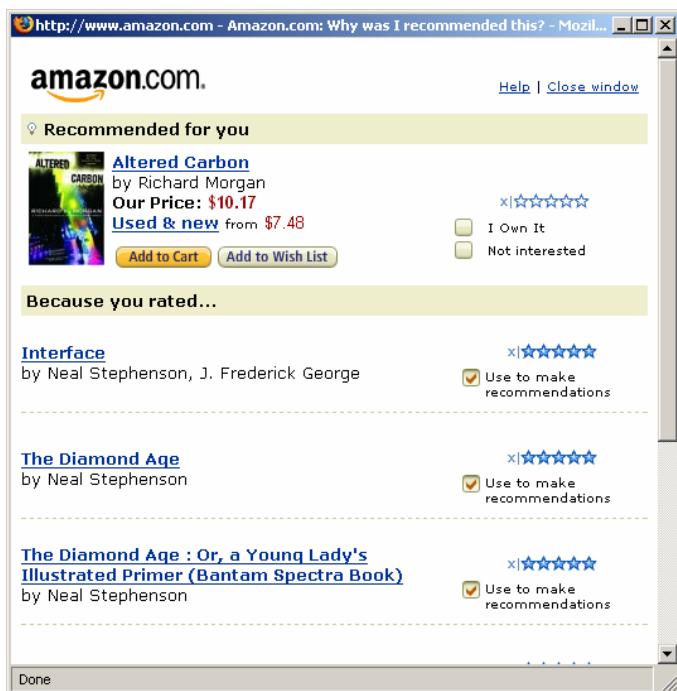 http://www.amazon.com - Amazon.com: Why was I recommended this? - Mozil...
amazon.com.
Help | Close window
Recommended for you
ALTERED
CARBON
RICHARD K. MORGAN
Altered Carbon
by Richard Morgan
Our Price: $10.17
Used & new from $7.48
Add to Cart
Add to Wish List
x|
I Own It
Not interested
Because you rated...
Interface
by Neal Stephenson, J. Frederick George
x|
Use to make
recommendations
The Diamond Age
by Neal Stephenson
x|
Use to make
recommendations
The Diamond Age : Or, a Young Lady's
Illustrated Primer (Bantam Spectra Book)
by Neal Stephenson
x|
Use to make
recommendations
Done